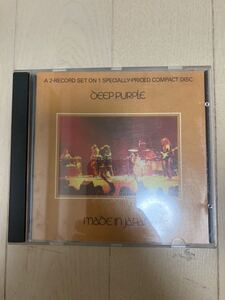 A 2-RECORD SET ON 1 SPECIALLY-PRICED COMPACT DISC
DEEP PURPLE
MADE IN JAPAN